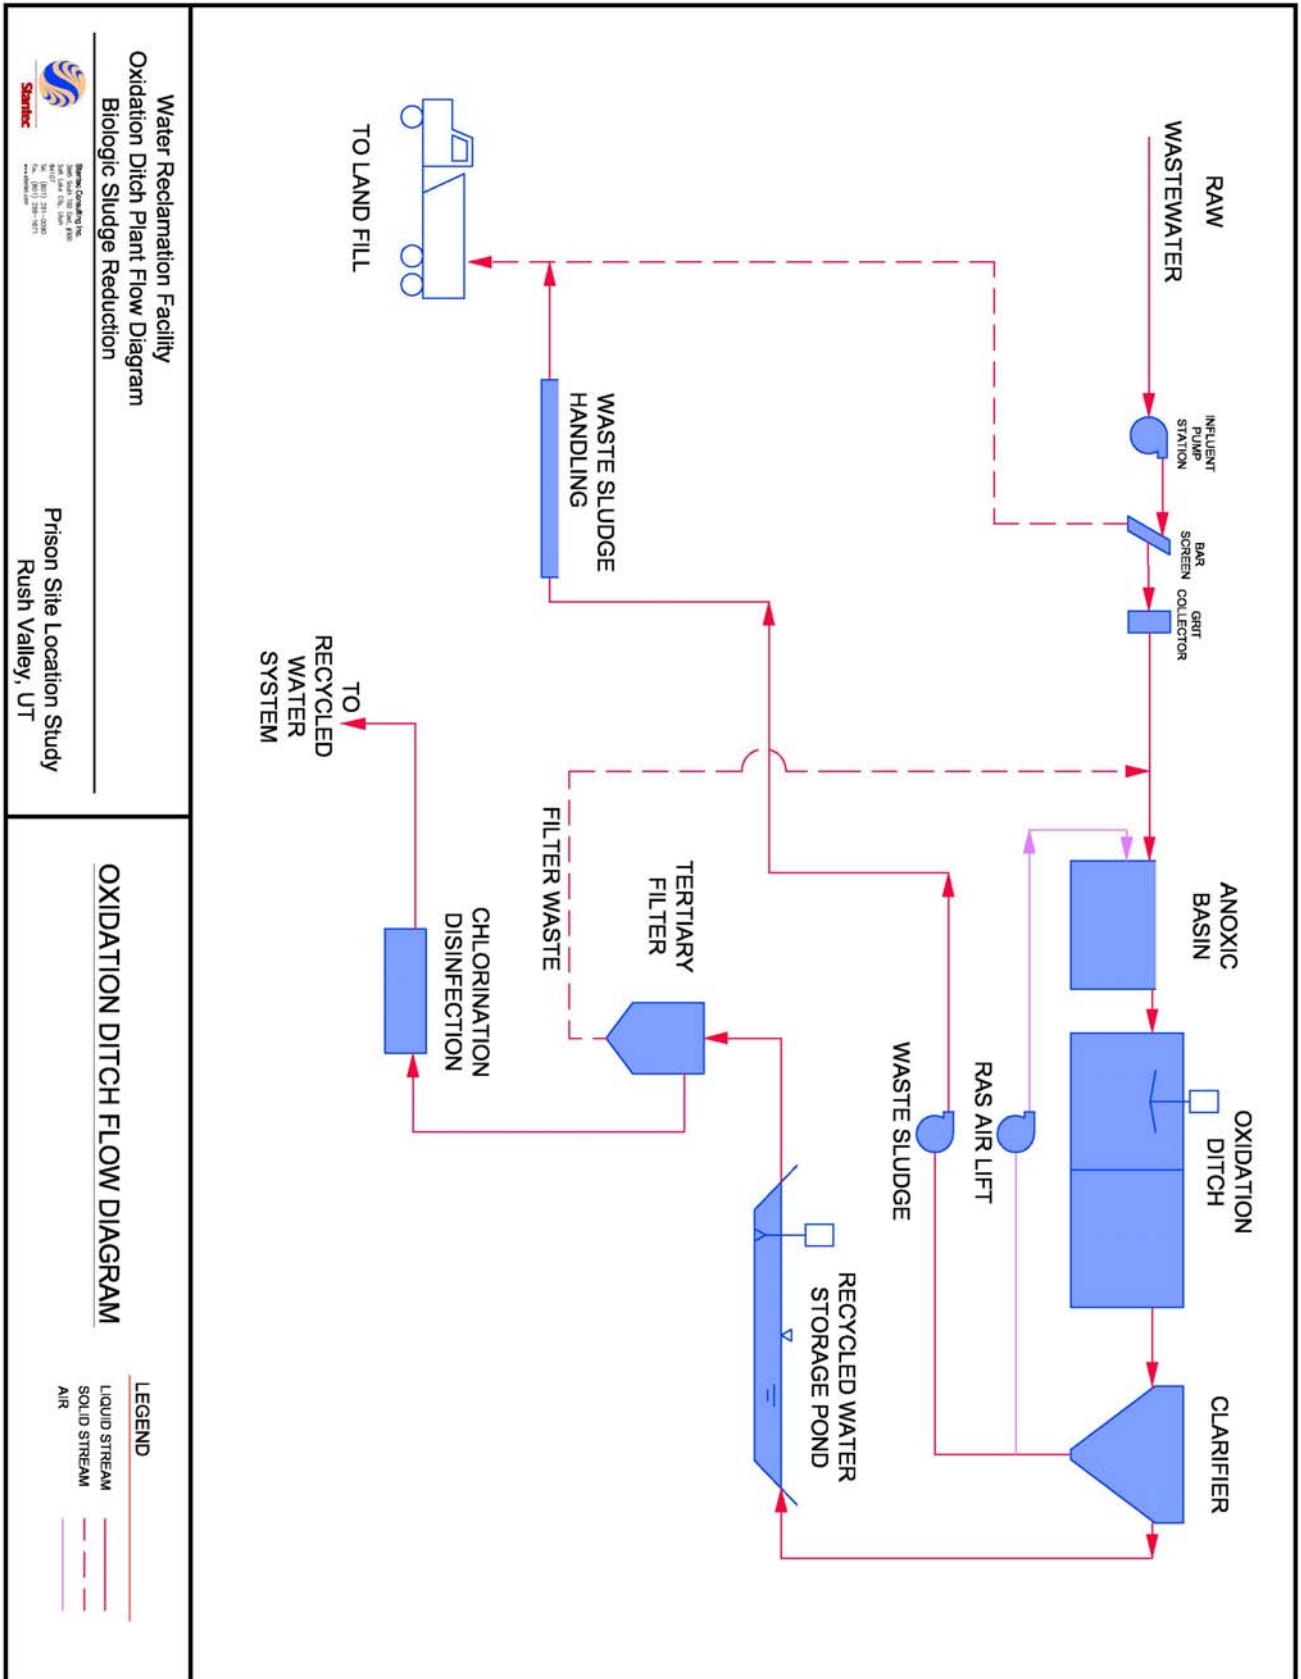 RAW
WASTEWATER
INFLUENT
PUMP
STATION
BAR
SCREEN
GRIT
COLLECTOR
ANOXIC
BASIN
OXIDATION
DITCH
CLARIFIER
RAS AIR LIFT
WASTE SLUDGE
RECYCLED WATER
STORAGE POND
TERTIARY
FILTER
FILTER WASTE
CHLORINATION
DISINFECTION
TO
RECYCLED
WATER
SYSTEM
WASTE SLUDGE
HANDLING
TO LAND FILL
Water Reclamation Facility
Oxidation Ditch Plant Flow Diagram
Biologic Sludge Reduction
Stantec
Stantec Consulting Inc.
Prison Site Location Study
Rush Valley, UT
OXIDATION DITCH FLOW DIAGRAM
LEGEND
LIQUID STREAM
SOLID STREAM
AIR